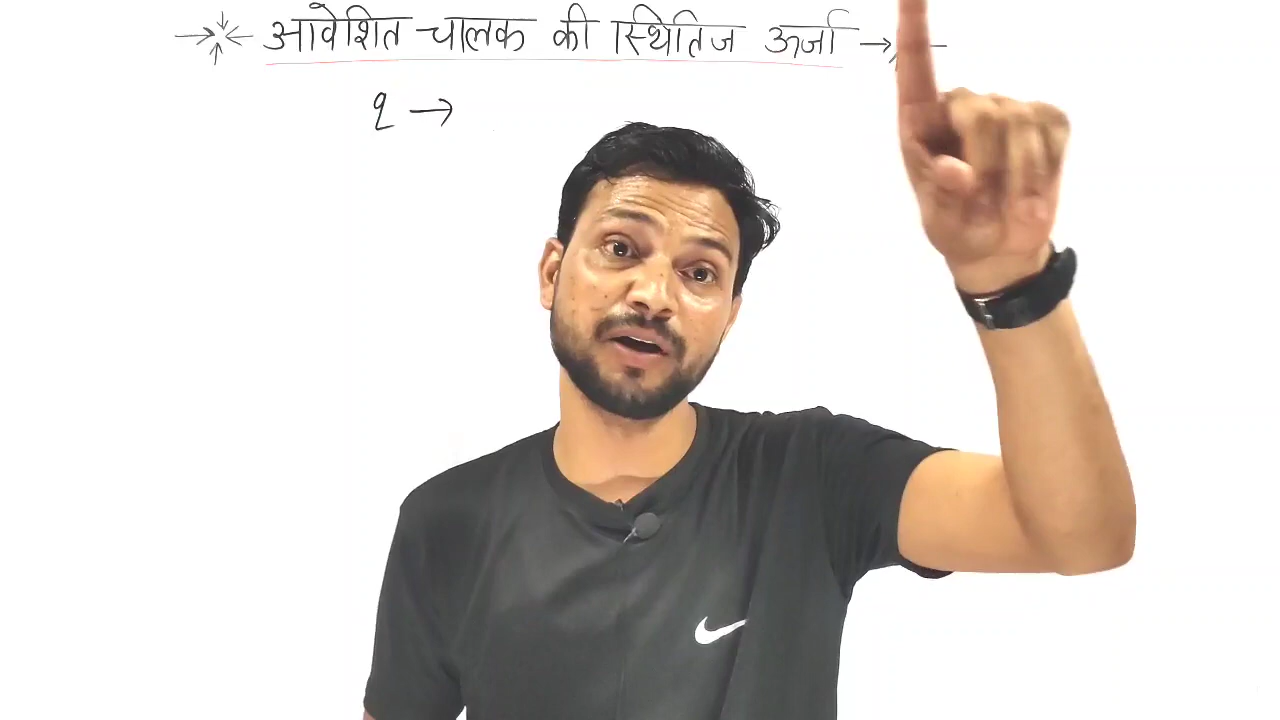 आवेशित चालक की स्थितिज ऊर्जा →
q →